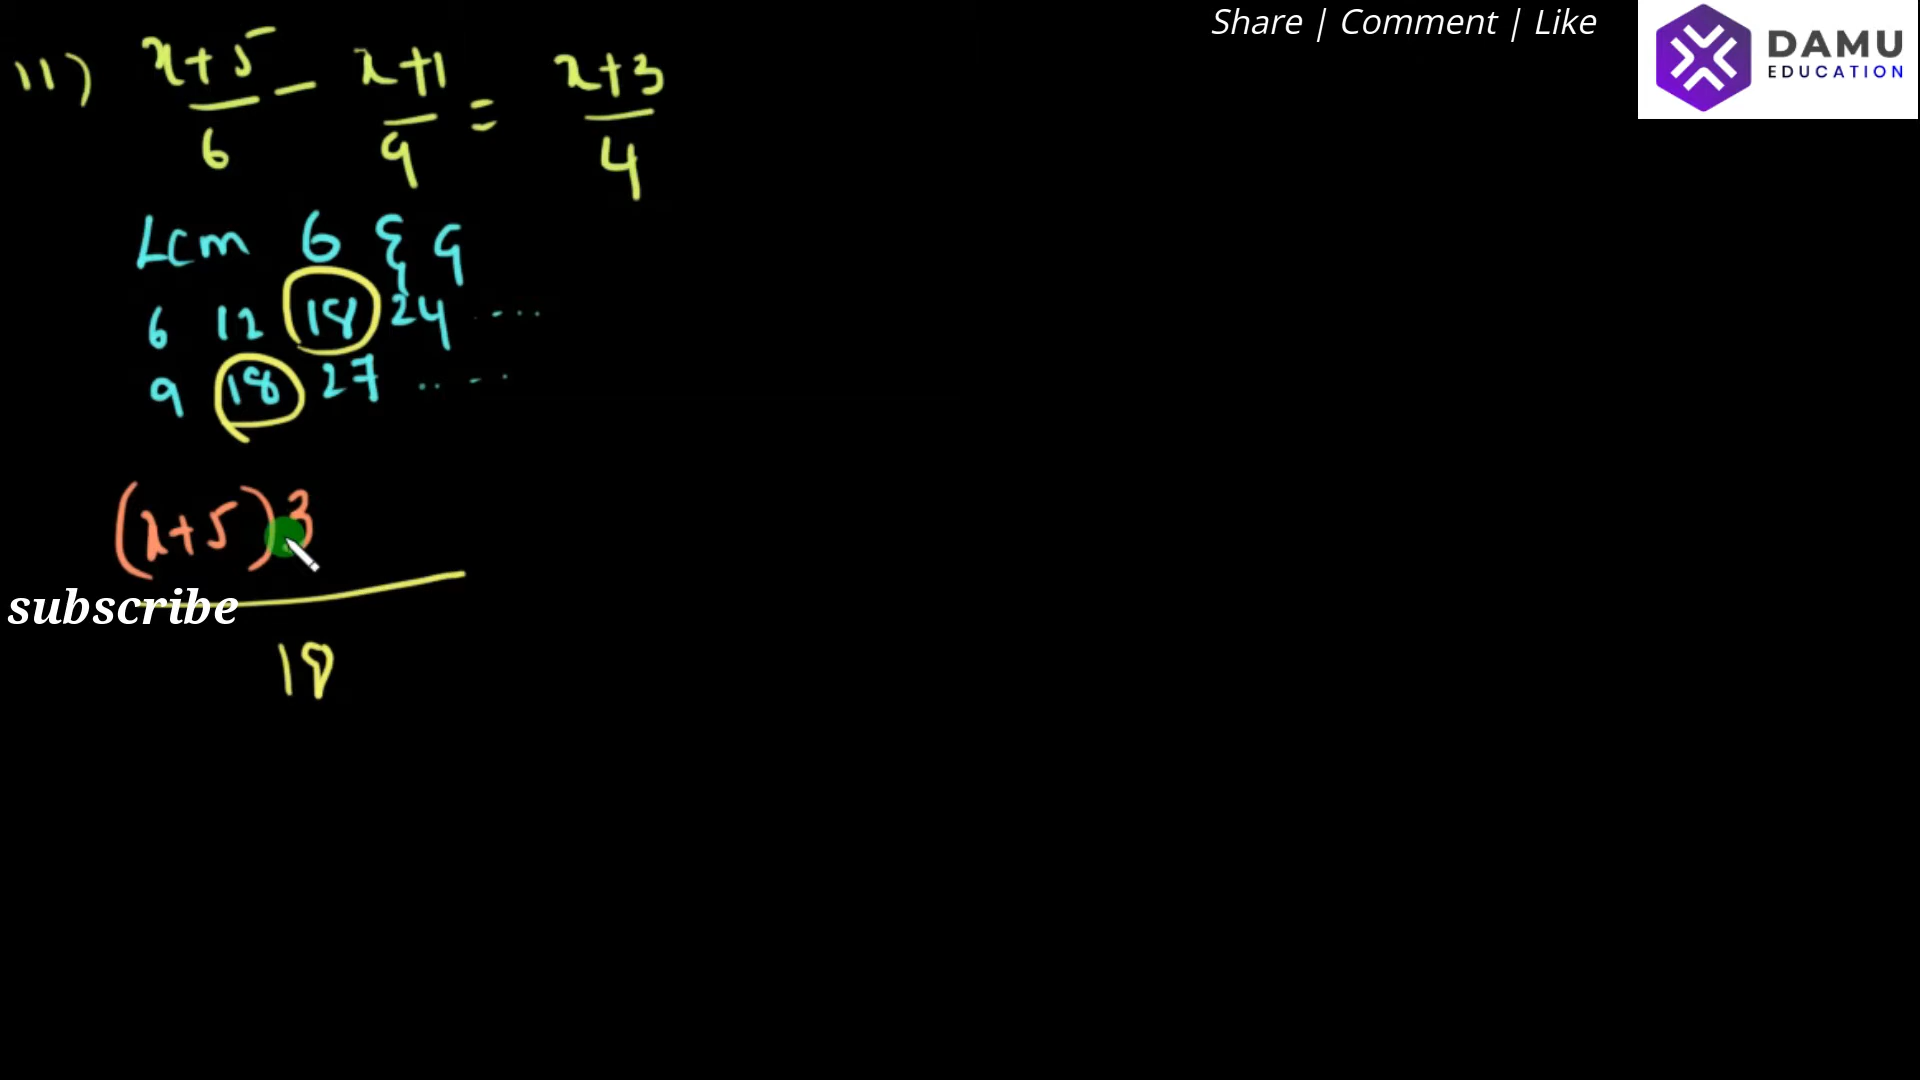 Share | Comment | Like
DAMU
EDUCATION
11) x+5/6 - x+1/9 = x+3/4
Lcm 6 & 9
6 12 18 24 ....
9 18 27 ....
(x+5)3
subscribe
18